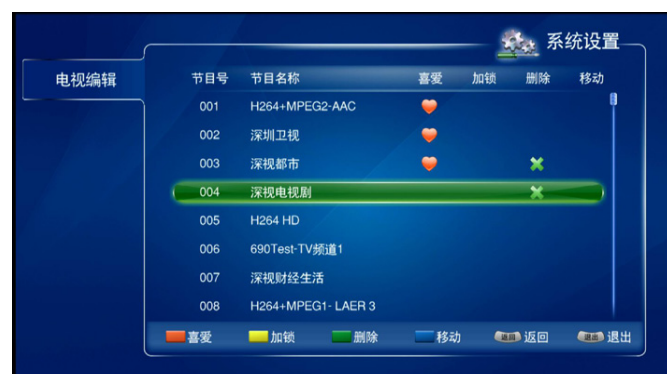 系统设置
电视编辑
节目号 节目名称 喜爱 加锁 删除 移动
001 H264+MPEG2-AAC
002 深圳卫视
003 深视都市
004 深视电视剧
005 H264 HD
006 690Test-TV频道1
007 深视财经生活
008 H264+MPEG1- LAER 3
喜爱 加锁 删除 移动 返回 返回 退出 退出